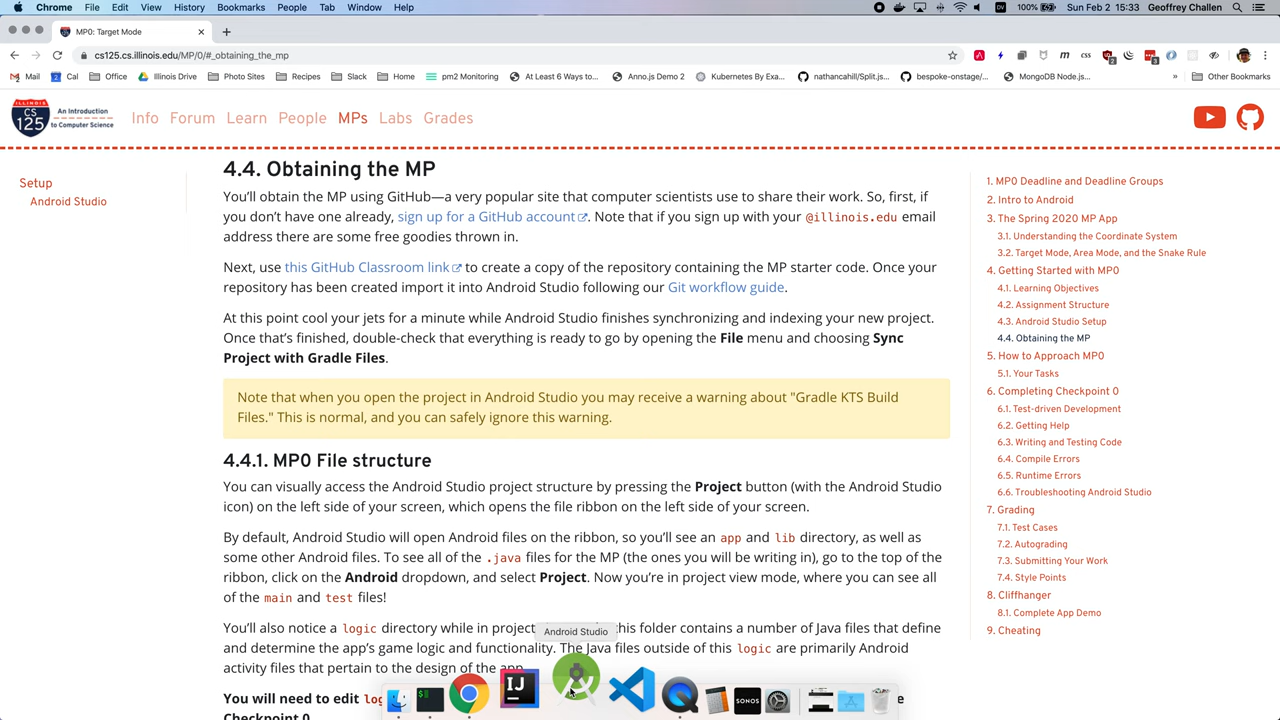 Chrome File Edit View History Bookmarks People Tab Window Help 100% Sun Feb 2 15:33 Geoffrey Challen
MP0: Target Mode
cs125.cs.illinois.edu/MP/0/#_obtaining_the_mp
Mail Cal Office Illinois Drive Photo Sites Recipes Slack Home pm2 Monitoring At Least 6 Ways to... Anno.js Demo 2 Kubernetes By Exa... nathancahill/Split.js... bespoke-onstage/... MongoDB Node.js... » Other Bookmarks
ILLINOIS CS 125 An Introduction to Computer Science
Info Forum Learn People MPs Labs Grades
Setup
Android Studio
4.4. Obtaining the MP
You'll obtain the MP using GitHub—a very popular site that computer scientists use to share their work. So, first, if
you don't have one already, sign up for a GitHub account. Note that if you sign up with your @illinois.edu email
address there are some free goodies thrown in.
Next, use this GitHub Classroom link to create a copy of the repository containing the MP starter code. Once your
repository has been created import it into Android Studio following our Git workflow guide.
At this point cool your jets for a minute while Android Studio finishes synchronizing and indexing your new project.
Once that's finished, double-check that everything is ready to go by opening the File menu and choosing Sync
Project with Gradle Files.
Note that when you open the project in Android Studio you may receive a warning about "Gradle KTS Build
Files." This is normal, and you can safely ignore this warning.
4.4.1. MP0 File structure
You can visually access the Android Studio project structure by pressing the Project button (with the Android Studio
icon) on the left side of your screen, which opens the file ribbon on the left side of your screen.
By default, Android Studio will open Android files on the ribbon, so you'll see an app and lib directory, as well as
some other directories. To see all of the .java files for the MP (the ones you will be writing in), go to the top of the
ribbon, click on the Android dropdown, and select Project. Now you're in project view mode, where you can see all
of the main and test files!
You'll also notice a logic directory while in project this folder contains a number of Java files that define
and determine the app's game logic and functionality. The Java files outside of this logic are primarily Android
activity files that pertain to the design of the app.
You will need to edit
Checkpoint 0
Android Studio
IJ
SONOS
1. MP0 Deadline and Deadline Groups
2. Intro to Android
3. The Spring 2020 MP App
3.1. Understanding the Coordinate System
3.2. Target Mode, Area Mode, and the Snake Rule
4. Getting Started with MP0
4.1. Learning Objectives
4.2. Assignment Structure
4.3. Android Studio Setup
4.4. Obtaining the MP
5. How to Approach MP0
5.1. Your Tasks
6. Completing Checkpoint 0
6.1. Test-driven Development
6.2. Getting Help
6.3. Writing and Testing Code
6.4. Compile Errors
6.5. Runtime Errors
6.6. Troubleshooting Android Studio
7. Grading
7.1. Test Cases
7.2. Autograding
7.3. Submitting Your Work
7.4. Style Points
8. Cliffhanger
8.1. Complete App Demo
9. Cheating